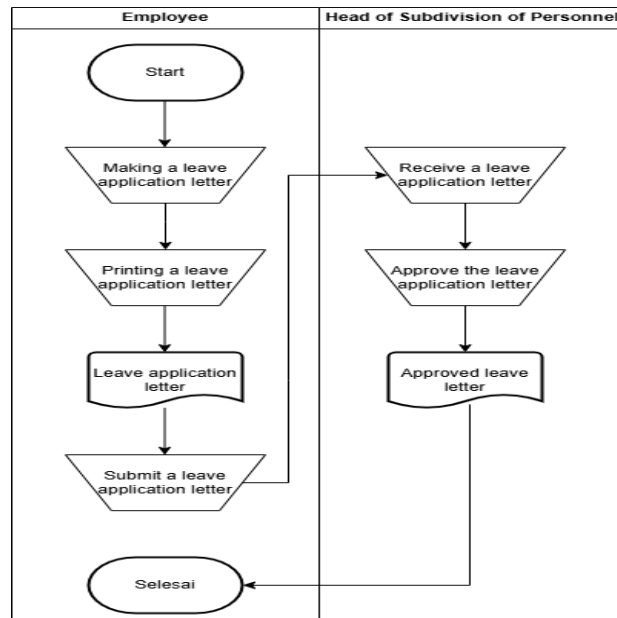 Employee
Head of Subdivision of Personnel
Start
Making a leave
application letter
Printing a leave
application letter
Leave application
letter
Submit a leave
application letter
Selesai
Receive a leave
application letter
Approve the leave
application letter
Approved leave
letter